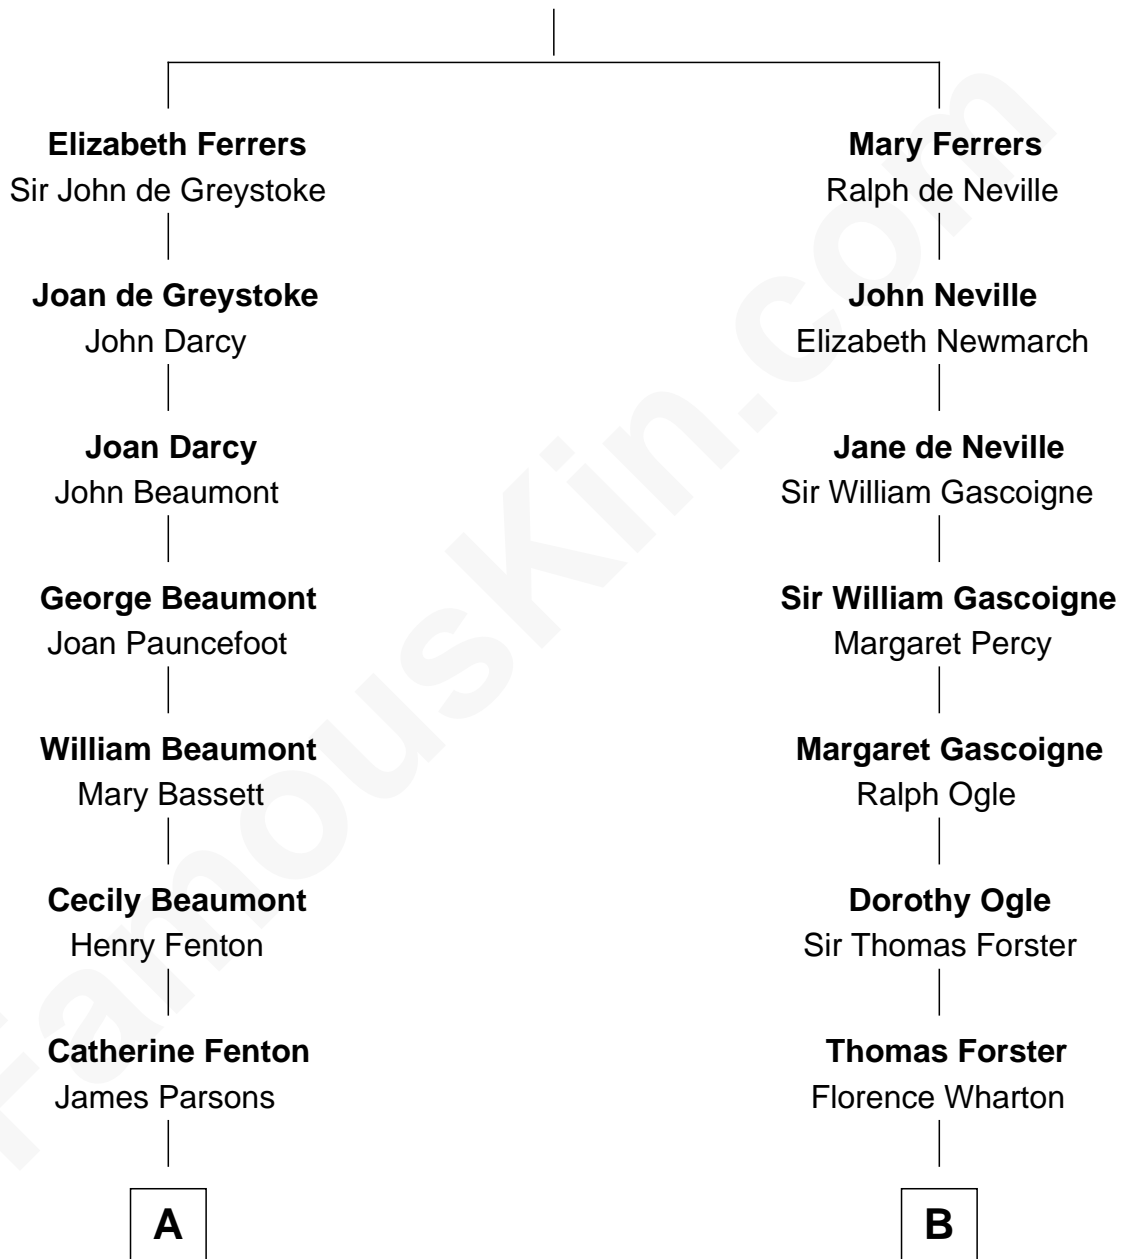 Elizabeth Ferrers
Sir John de Greystoke
Mary Ferrers
Ralph de Neville
Joan de Greystoke
John Darcy
John Neville
Elizabeth Newmarch
Joan Darcy
John Beaumont
Jane de Neville
Sir William Gascoigne
George Beaumont
Joan Pauncefoot
Sir William Gascoigne
Margaret Percy
William Beaumont
Mary Bassett
Margaret Gascoigne
Ralph Ogle
Cecily Beaumont
Henry Fenton
Dorothy Ogle
Sir Thomas Forster
Catherine Fenton
James Parsons
Thomas Forster
Florence Wharton
A
B
FamousKin.com